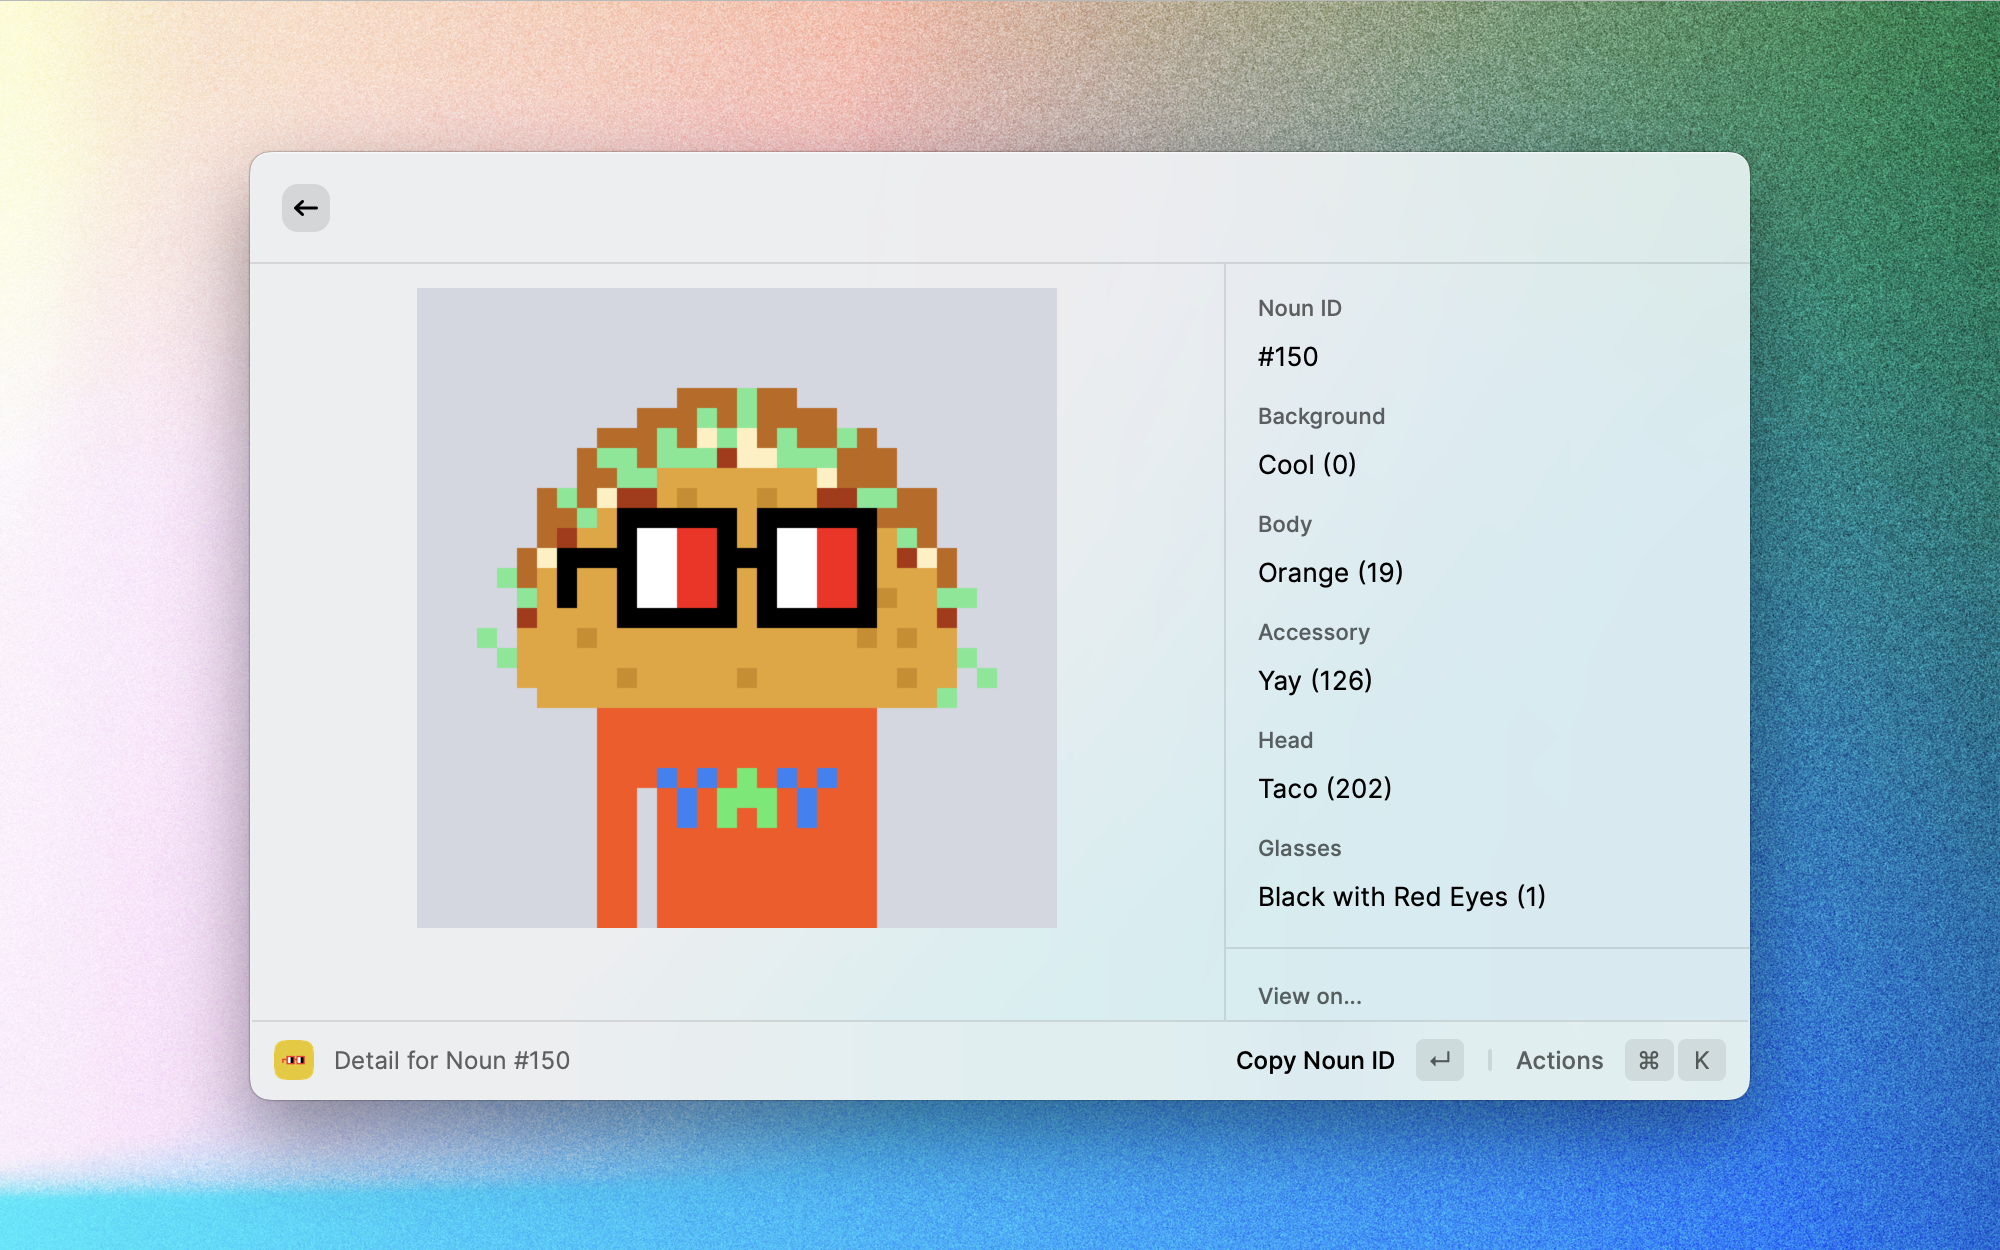 YAY
Noun ID
#150
Background
Cool (0)
Body
Orange (19)
Accessory
Yay (126)
Head
Taco (202)
Glasses
Black with Red Eyes (1)
View on...
Detail for Noun #150
Copy Noun ID ↵ | Actions ⌘ K